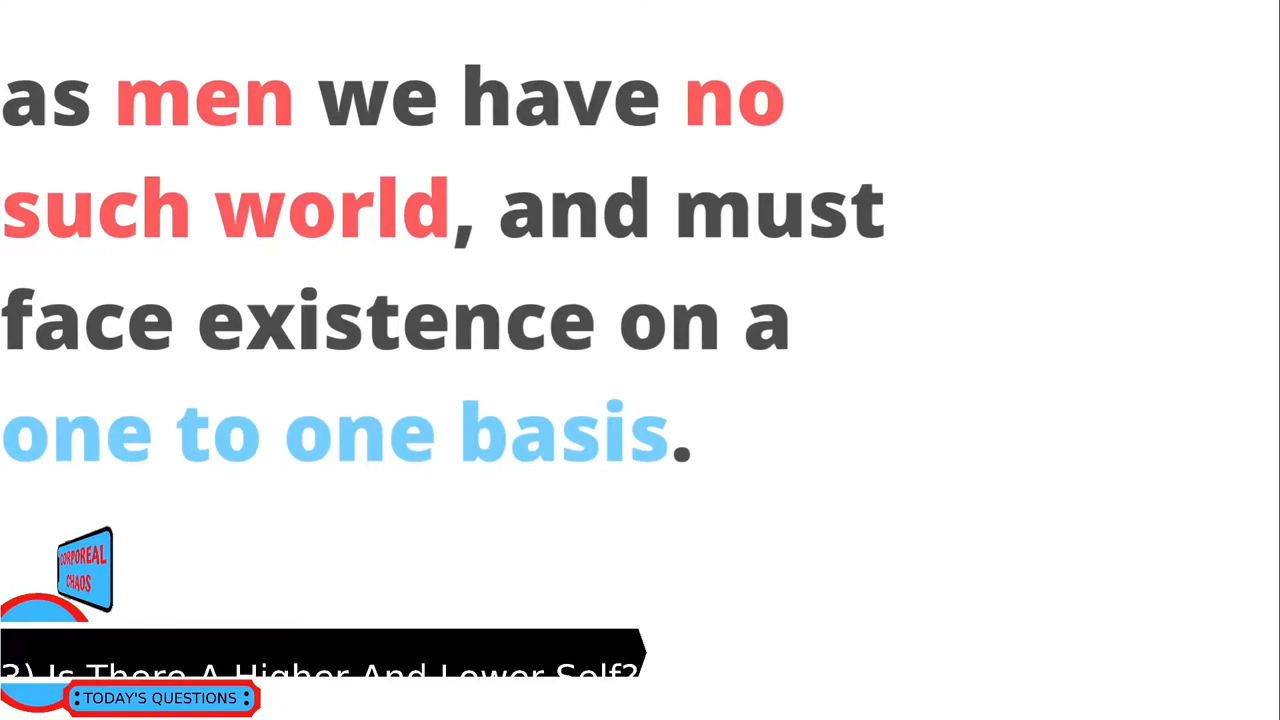 as men we have no
such world, and must
face existence on a
one to one basis.
CORPOREAL
CHAOS
3) Is There A Higher And Lower Self?
TODAY'S QUESTIONS